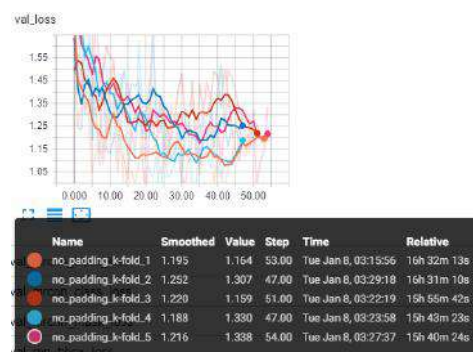 val_loss
1.55
1.45
1.35
1.25
1.15
1.05
0.000 10.00 20.00 30.00 40.00 50.00
Name Smoothed Value Step Time Relative
no_padding_k-fold_1 1.195 1.164 53.00 Tue Jan 8, 03:15:56 16h 32m 13s
no_padding_k-fold_2 1.252 1.307 47.00 Tue Jan 8, 03:29:18 16h 31m 10s
no_padding_k-fold_3 1.220 1.159 51.00 Tue Jan 8, 03:22:19 15h 55m 42s
no_padding_k-fold_4 1.188 1.330 47.00 Tue Jan 8, 03:23:58 15h 43m 23s
no_padding_k-fold_5 1.216 1.338 54.00 Tue Jan 8, 03:27:37 15h 40m 24s